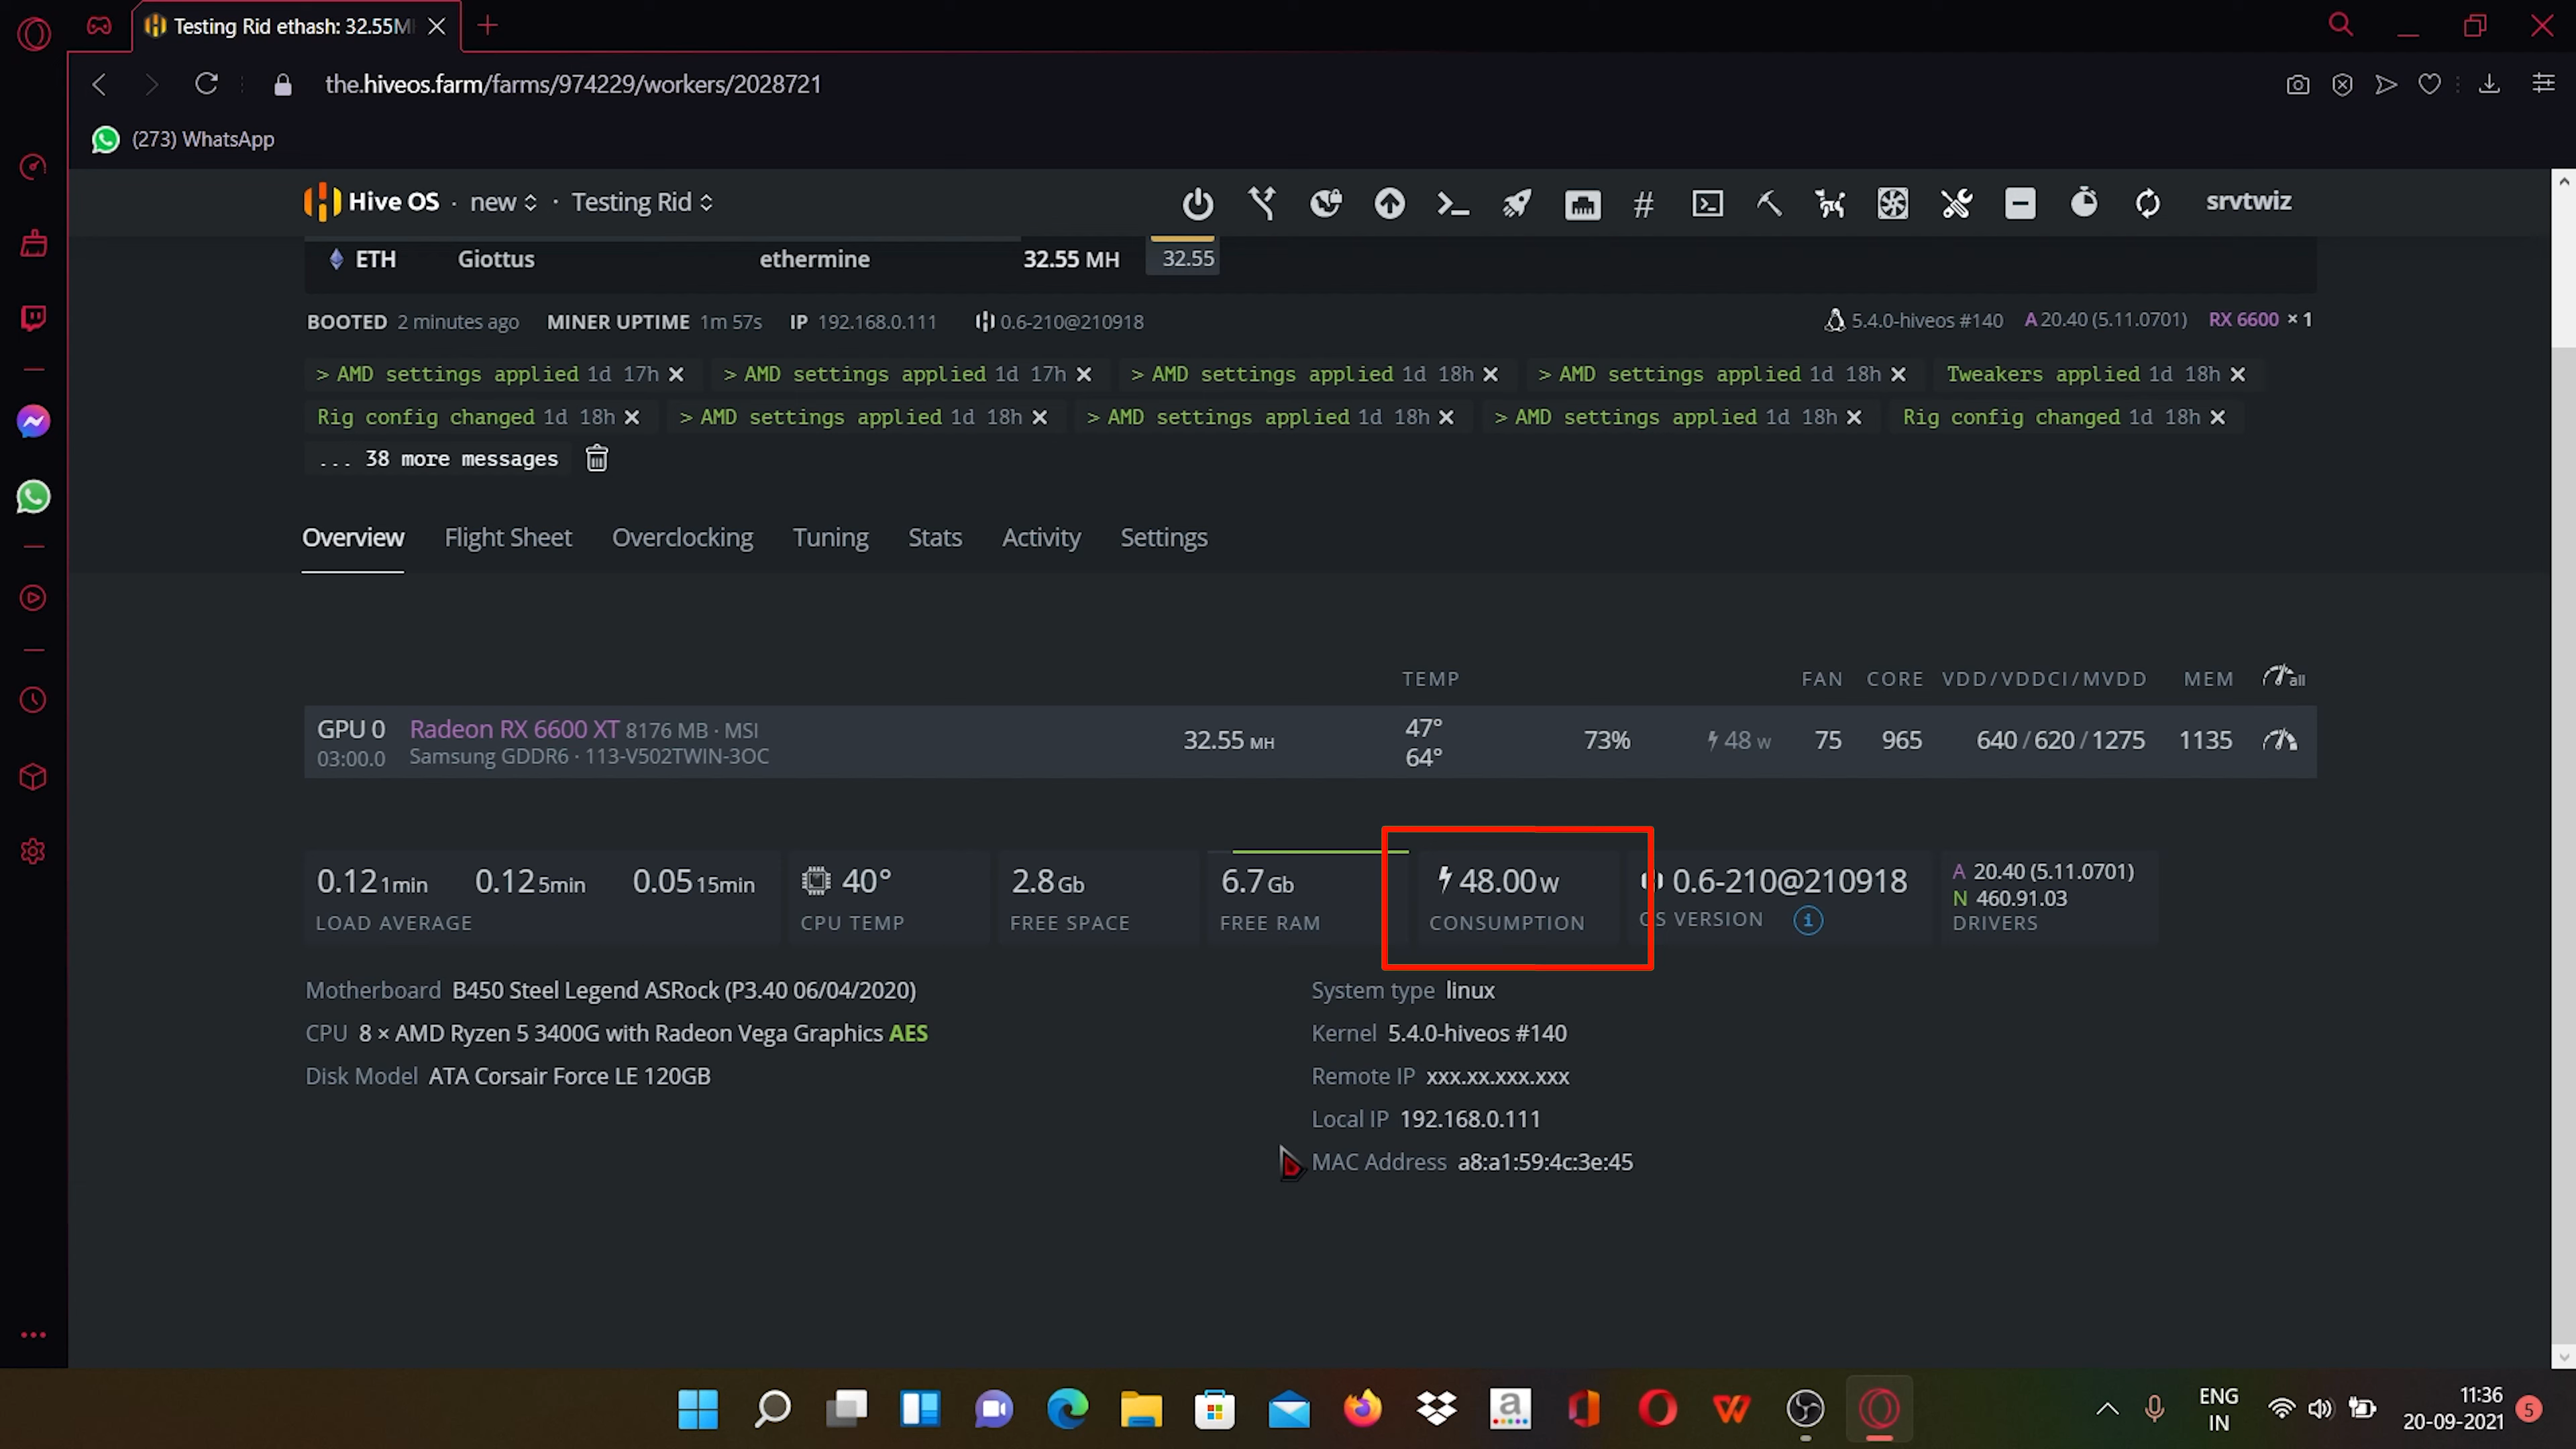 Testing Rid ethash: 32.55M
the.hiveos.farm/farms/974229/workers/2028721
(273) WhatsApp
Hive OS · new · Testing Rid
srvtwiz
ETH Giottus ethermine 32.55 MH 32.55
BOOTED 2 minutes ago MINER UPTIME 1m 57s IP 192.168.0.111 0.6-210@210918 5.4.0-hiveos #140 A 20.40 (5.11.0701) RX 6600 × 1
> AMD settings applied 1d 17h × > AMD settings applied 1d 17h × > AMD settings applied 1d 18h × > AMD settings applied 1d 18h × Tweakers applied 1d 18h ×
Rig config changed 1d 18h × > AMD settings applied 1d 18h × > AMD settings applied 1d 18h × > AMD settings applied 1d 18h × Rig config changed 1d 18h ×
... 38 more messages
Overview Flight Sheet Overclocking Tuning Stats Activity Settings
TEMP FAN CORE VDD/VDDCI/MVDD MEM all
GPU 0 Radeon RX 6600 XT 8176 MB · MSI 32.55 MH 47° 73% 48 W 75 965 640/620/1275 1135
03:00.0 Samsung GDDR6 · 113-V502TWIN-3OC 64°
0.12 1min 0.12 5min 0.05 15min 40° 2.8 Gb 6.7 Gb 48.00 W 0.6-210@210918 A 20.40 (5.11.0701)
N 460.91.03
LOAD AVERAGE CPU TEMP FREE SPACE FREE RAM CONSUMPTION OS VERSION DRIVERS
Motherboard B450 Steel Legend ASRock (P3.40 06/04/2020)
CPU 8 × AMD Ryzen 5 3400G with Radeon Vega Graphics AES
Disk Model ATA Corsair Force LE 120GB
System type linux
Kernel 5.4.0-hiveos #140
Remote IP xxx.xx.xxx.xxx
Local IP 192.168.0.111
MAC Address a8:a1:59:4c:3e:45
ENG
IN
11:36
20-09-2021
5